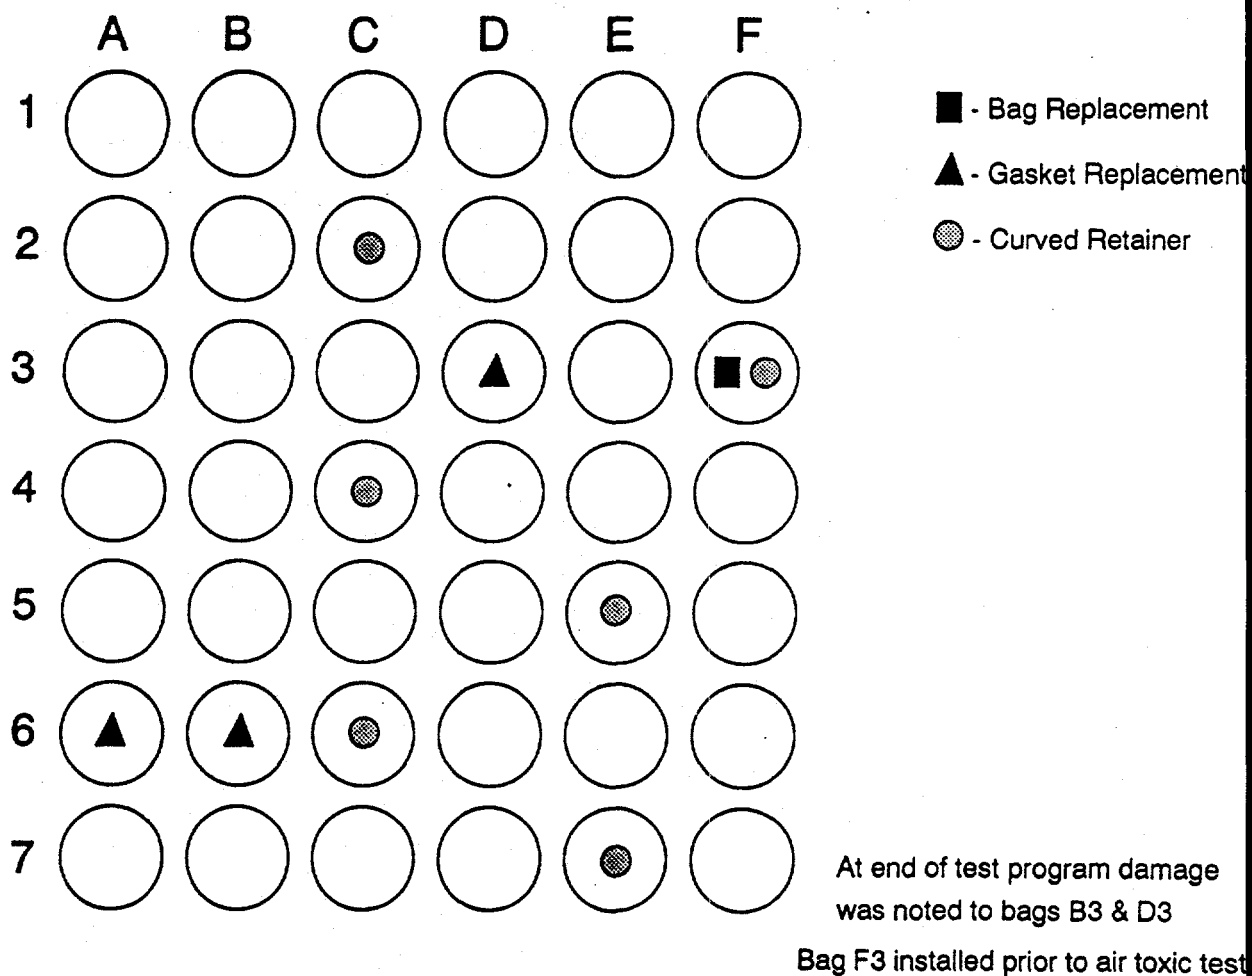 A B C D E F
1
2
3
4
5
6
7
- Bag Replacement
- Gasket Replacement
- Curved Retainer
At end of test program damage
was noted to bags B3 & D3
Bag F3 installed prior to air toxic test